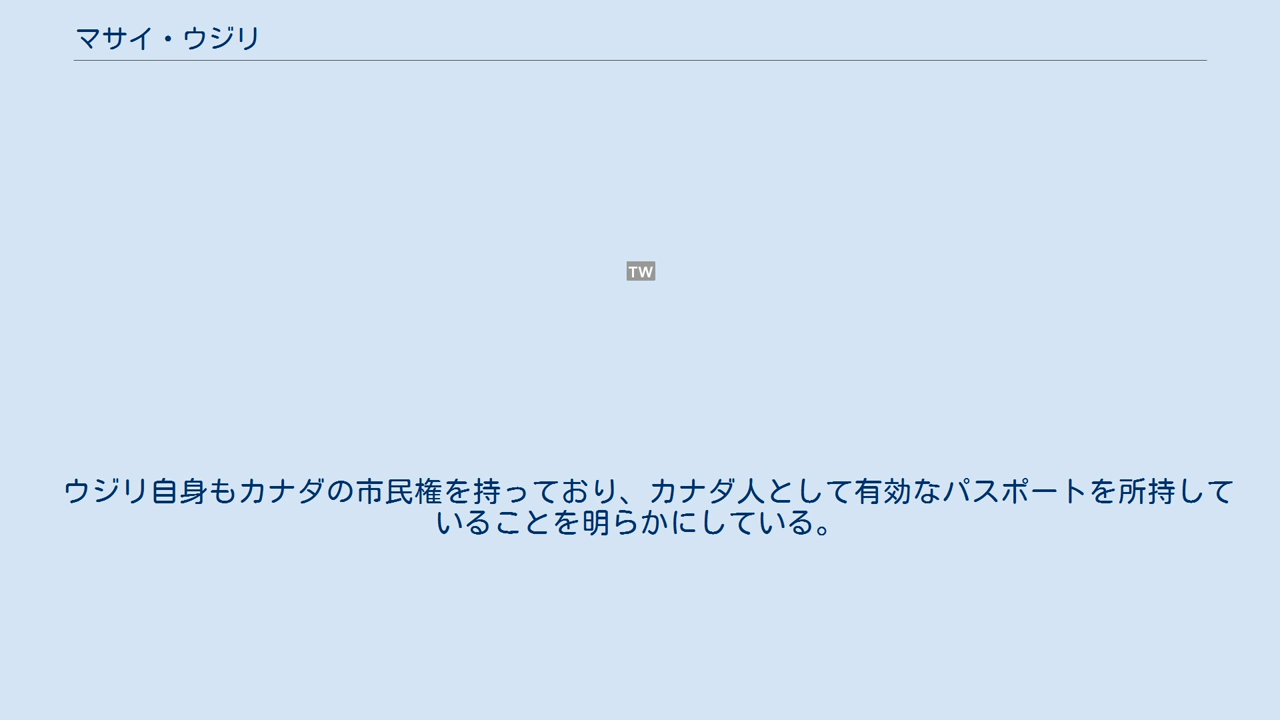 マサイ・ウジリ
TW
ウジリ自身もカナダの市民権を持っており、カナダ人として有効なパスポートを所持して
いることを明らかにしている。